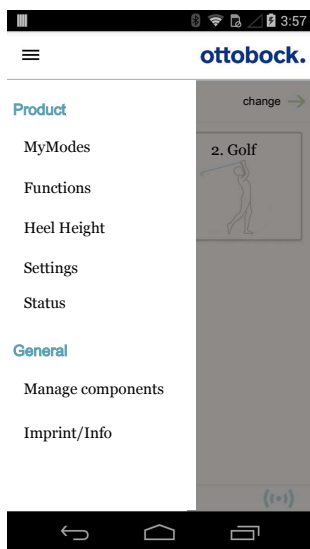 3:57
ottobock.
change
Product
MyModes
2. Golf
Functions
Heel Height
Settings
Status
General
Manage components
Imprint/Info